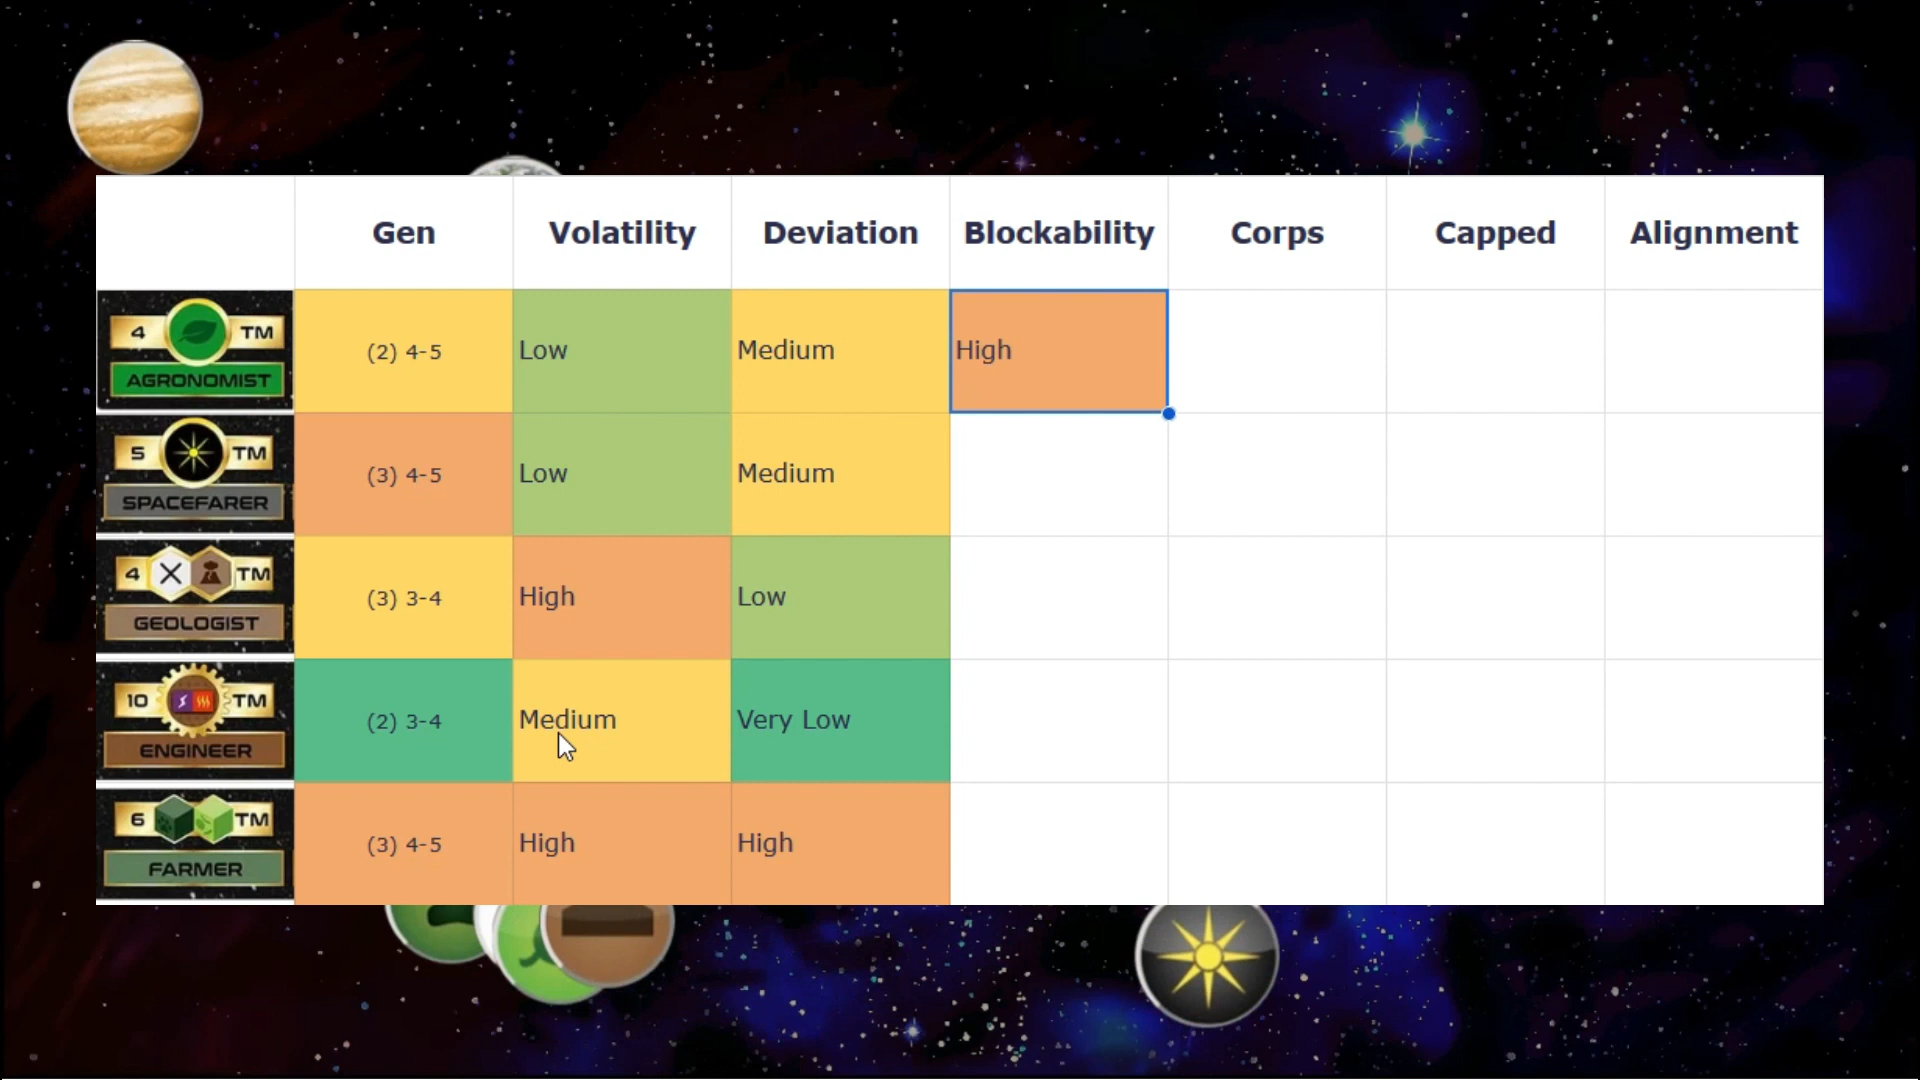 Gen Volatility Deviation Blockability Corps Capped Alignment
4 TM
AGRONOMIST
(2) 4-5 Low Medium High
5 TM
SPACEFARER
(3) 4-5 Low Medium
4 TM
GEOLOGIST
(3) 3-4 High Low
10 TM
ENGINEER
(2) 3-4 Medium Very Low
6 TM
FARMER
(3) 4-5 High High